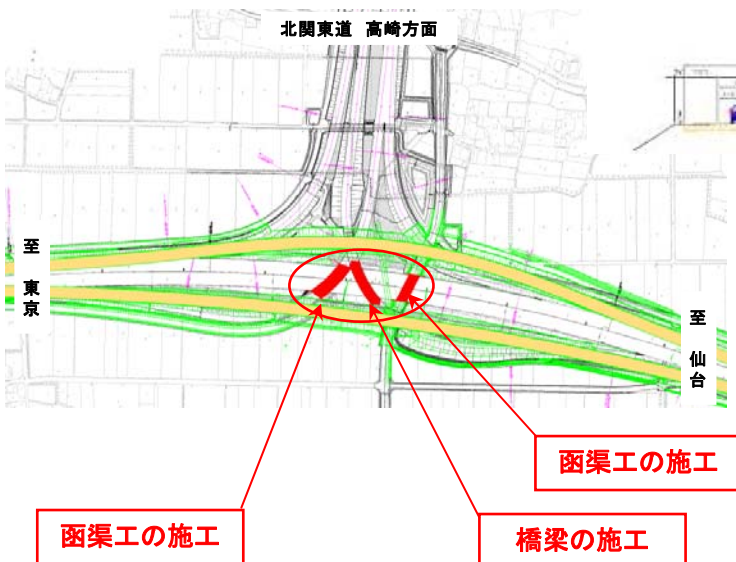 北関東道 高崎方面
至 東京
至 仙台
函渠工の施工
函渠工の施工
橋梁の施工